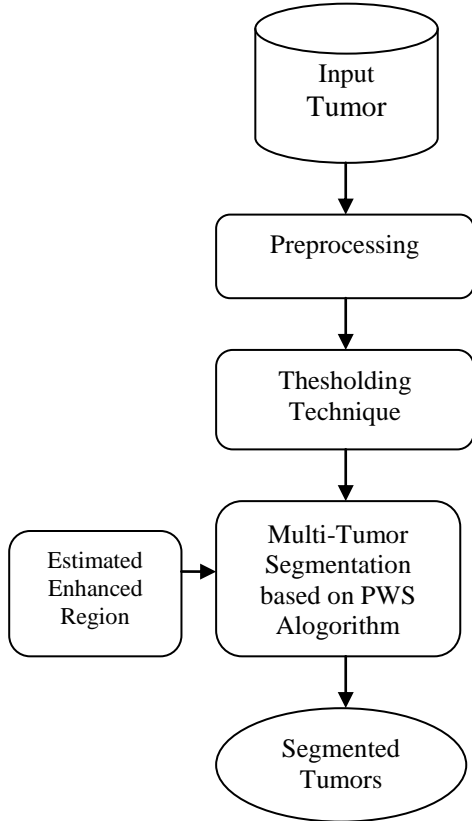 Input
Tumor
Preprocessing
Thesholding
Technique
Multi-Tumor
Segmentation
based on PWS
Alogorithm
Estimated
Enhanced
Region
Segmented
Tumors